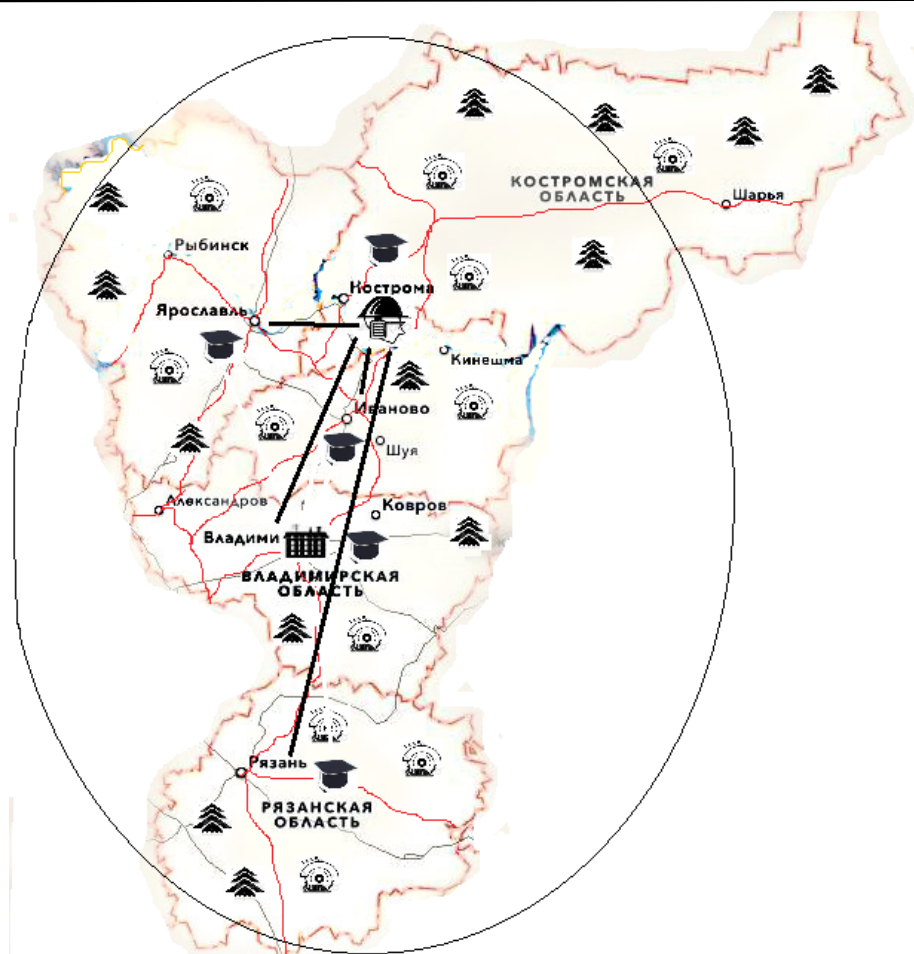 КОСТРОМСКАЯ
ОБЛАСТЬ
Шарья
Рыбинск
Кострома
Ярославль
Кинешма
Иваново
Шуя
Александров
Ковров
Владими
ВЛАДИМИРСКАЯ
ОБЛАСТЬ
Рязань
РЯЗАНСКАЯ
ОБЛАСТЬ